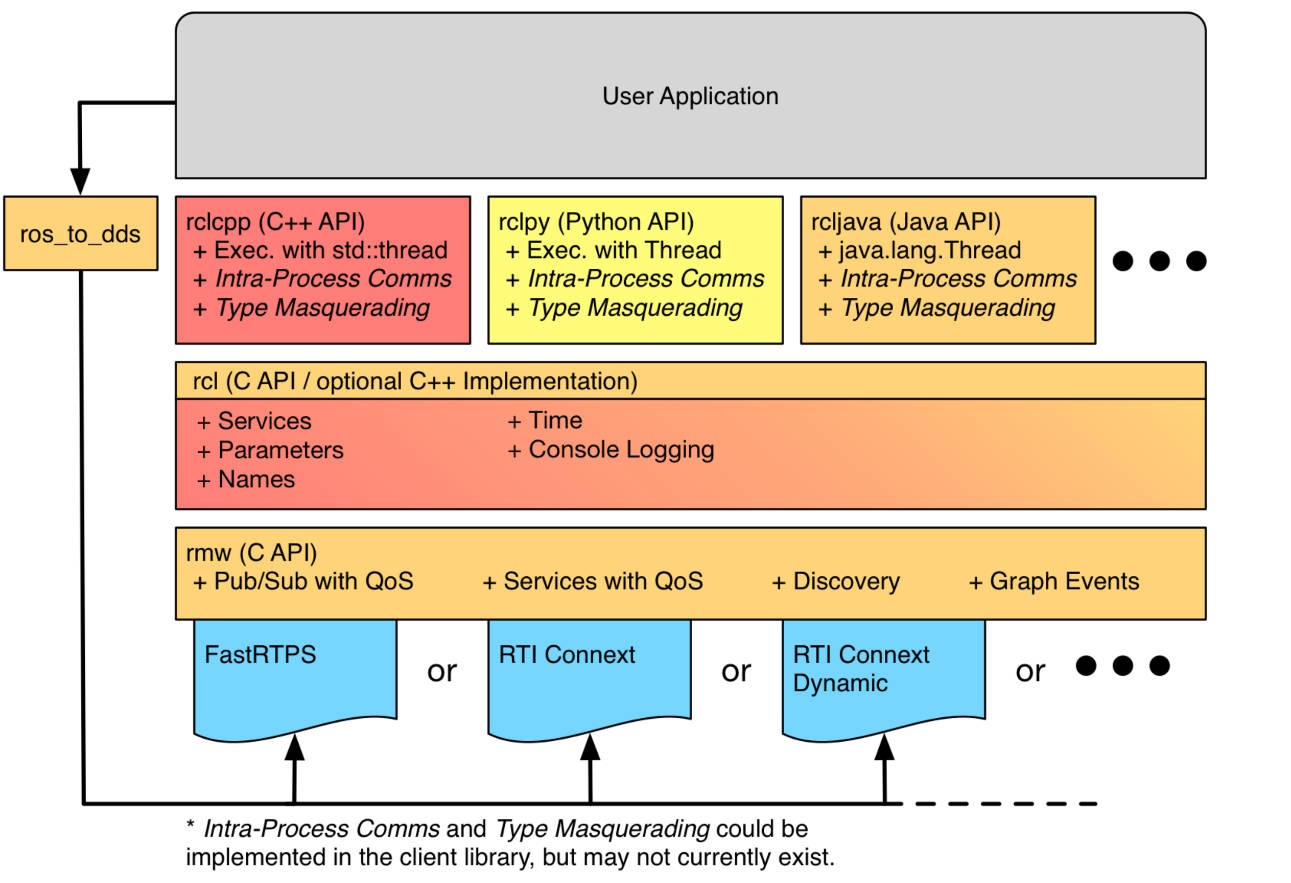 User Application
ros_to_dds
rclcpp (C++ API)
+ Exec. with std::thread
+ Intra-Process Comms
+ Type Masquerading
rclpy (Python API)
+ Exec. with Thread
+ Intra-Process Comms
+ Type Masquerading
rcljava (Java API)
+ java.lang.Thread
+ Intra-Process Comms
+ Type Masquerading
rcl (C API / optional C++ Implementation)
+ Services
+ Parameters
+ Names
+ Time
+ Console Logging
rmw (C API)
+ Pub/Sub with QoS + Services with QoS + Discovery + Graph Events
FastRTPS
or
RTI Connext
or
RTI Connext
Dynamic
or
* Intra-Process Comms and Type Masquerading could be
implemented in the client library, but may not currently exist.